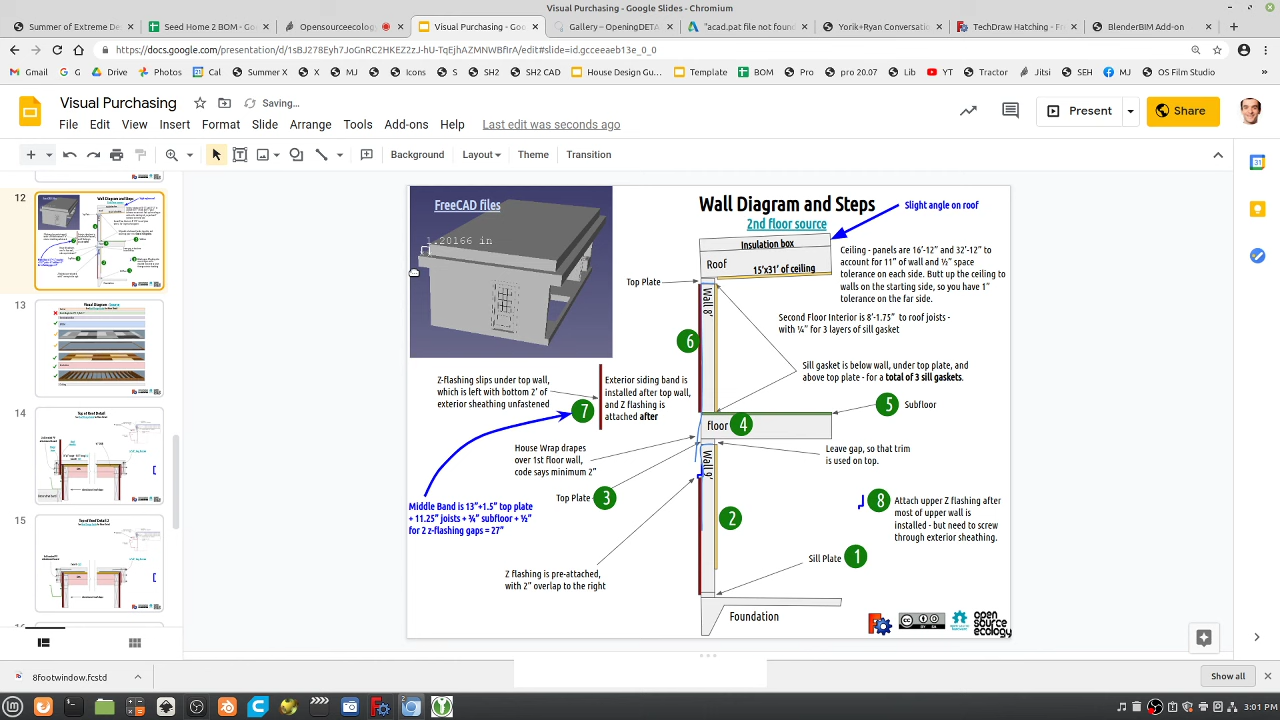 Visual Purchasing - Google Slides - Chromium
Summer of Extreme De
Seed Home 2 BOM - Go
Opensourceecology
Visual Purchasing - Goo
Gallery - OpeningDETA
"acad.pat file not found
Yorik+Ryan Conversatio
TechDraw Hatching - Fr
BlenderBIM Add-on
https://docs.google.com/presentation/d/1sBJ278Eyh7JoGnRC2HKEZ2zJ-hU-TqEjhAZMNWBfIrA/edit#slide=id.gcceeaeb13e_0_0
Gmail
G
Drive
Photos
Cal
Summer X
X
MJ
Icons
S
SH2
SH2 CAD
House Design Gu...
Template
BOM
Pro
pro 20.07
Lib
YT
Tractor
Jitsi
SEH
MJ
OS Film Studio
Visual Purchasing
Saving...
File
Edit
View
Insert
Format
Slide
Arrange
Tools
Add-ons
Help
Last edit was seconds ago
Present
Share
Background
Layout
Theme
Transition
12
13
14
15
FreeCAD files
1.20166 in
Wall Diagram and Steps
2nd floor source
Slight angle on roof
Insulation box
Roof
15'x31' of ceiling
Ceiling - panels are 16'-12" and 32'-12" to
account for 11" of wall and ½" space
tolerance on each side. Butt up the ceiling to
walls on the starting side, so you have 1"
tolerance on the far side.
Top Plate
Wall 8'
Second Floor Interior is 8'-1.75" to roof joists -
with ¼" for 3 layers of sill gasket
6
Sill gasket is below wall, under top plate, and
above top plate - for a total of 3 sill gaskets.
Z-flashing slips under top wall,
which is left with bottom 2' of
exterior sheathing unfastened
Exterior siding band is
installed after top wall,
and Z flashing is
attached after
7
5
Subfloor
floor
4
House Wrap drapes
over 1st floor wall,
code says minimum 2"
Leave gap, so that trim
is used on top.
Wall 9'
Top Plate
3
Middle Band is 13"+1.5" top plate
+ 11.25" joists + ¾" subfloor + ½"
for 2 z-flashing gaps = 27"
2
8
Attach upper Z flashing after
most of upper wall is
installed - but need to screw
through exterior sheathing.
Sill Plate
1
Z flashing is pre-attached,
with 2" overlap to the right
Foundation
open
source
ecology
8footwindow.fcstd
Show all
3:01 PM